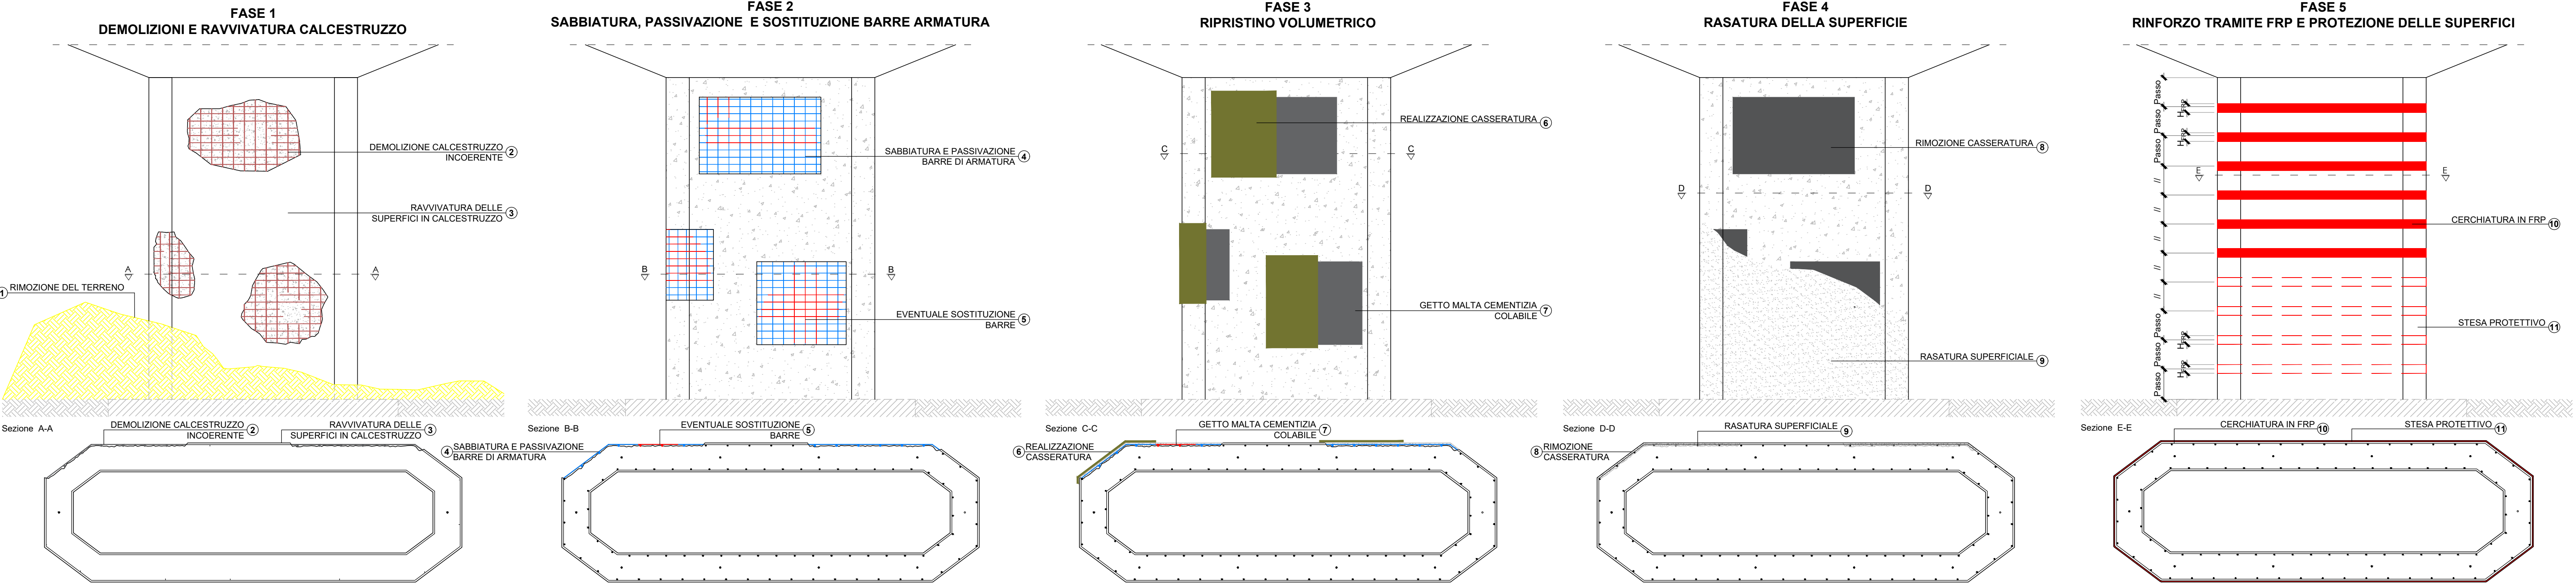 FASE 1
DEMOLIZIONI E RAVVIVATURA CALCESTRUZZO
DEMOLIZIONE CALCESTRUZZO
INCOERENTE 2
RAVVIVATURA DELLE
SUPERFICI IN CALCESTRUZZO 3
A A
1 RIMOZIONE DEL TERRENO
Sezione A-A
DEMOLIZIONE CALCESTRUZZO
INCOERENTE 2
RAVVIVATURA DELLE
SUPERFICI IN CALCESTRUZZO 3
FASE 2
SABBIATURA, PASSIVAZIONE E SOSTITUZIONE BARRE ARMATURA
SABBIATURA E PASSIVAZIONE
BARRE DI ARMATURA 4
B B
EVENTUALE SOSTITUZIONE
BARRE 5
Sezione B-B
EVENTUALE SOSTITUZIONE
BARRE 5
4 SABBIATURA E PASSIVAZIONE
BARRE DI ARMATURA
FASE 3
RIPRISTINO VOLUMETRICO
REALIZZAZIONE CASSERATURA 6
C C
GETTO MALTA CEMENTIZIA
COLABILE 7
Sezione C-C
GETTO MALTA CEMENTIZIA
COLABILE 7
6 REALIZZAZIONE
CASSERATURA
FASE 4
RASATURA DELLA SUPERFICIE
RIMOZIONE CASSERATURA 8
D D
RASATURA SUPERFICIALE 9
Sezione D-D
RASATURA SUPERFICIALE 9
8 RIMOZIONE
CASSERATURA
FASE 5
RINFORZO TRAMITE FRP E PROTEZIONE DELLE SUPERFICI
Passo
HFRP
Passo
HFRP
Passo
//
E E
//
//
//
//
CERCHIATURA IN FRP 10
STESA PROTETTIVO 11
Passo
HFRP
Passo
HFRP
Passo
Sezione E-E
CERCHIATURA IN FRP 10
STESA PROTETTIVO 11